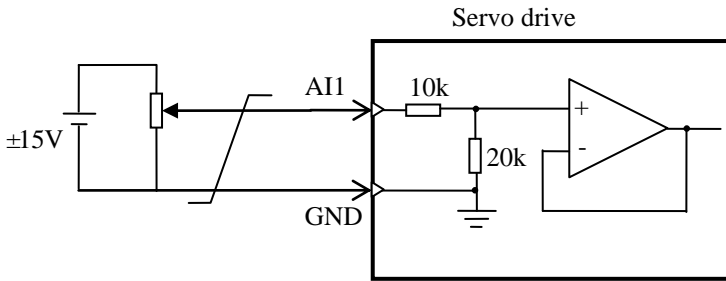 Servo drive
AI1
10k
±15V
20k
+
-
GND